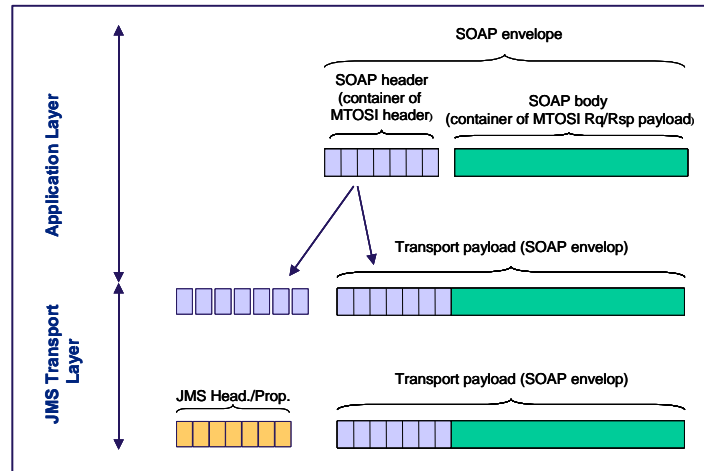 SOAP envelope
SOAP header
(container of
MTOSI header)
SOAP body
(container of MTOSI Rq/Rsp payload)
Application Layer
Transport payload (SOAP envelop)
JMS Transport
Layer
JMS Head./Prop.
Transport payload (SOAP envelop)